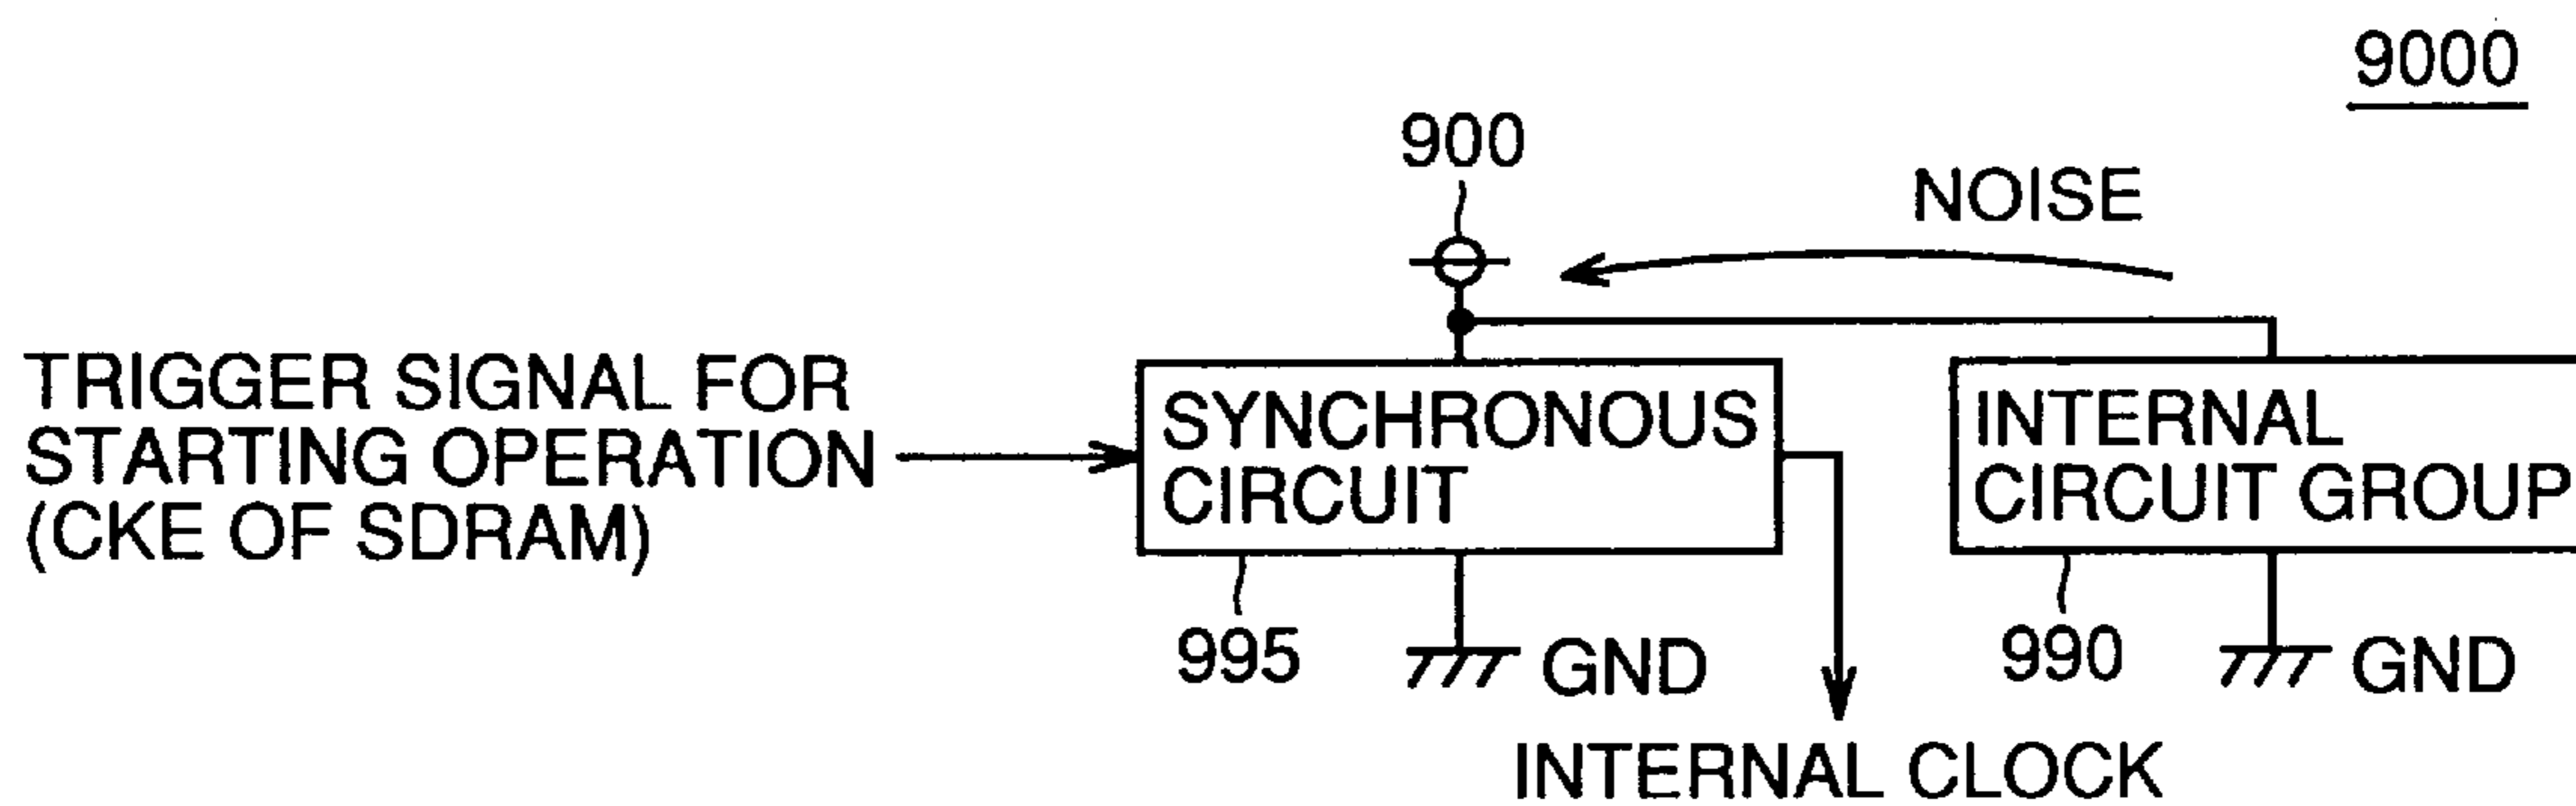 9000
900
NOISE
TRIGGER SIGNAL FOR
STARTING OPERATION
(CKE OF SDRAM)
SYNCHRONOUS
CIRCUIT
INTERNAL
CIRCUIT GROUP
995
GND
990
GND
INTERNAL CLOCK